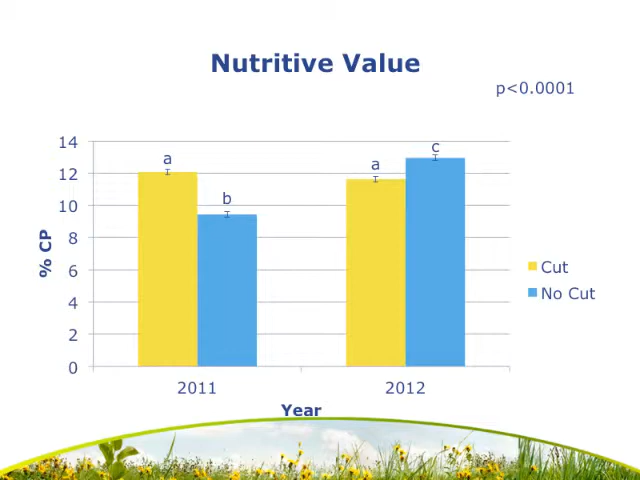 Nutritive Value
p<0.0001
14
12
10
8
6
4
2
0
% CP
a
b
a
c
Cut
No Cut
2011
2012
Year